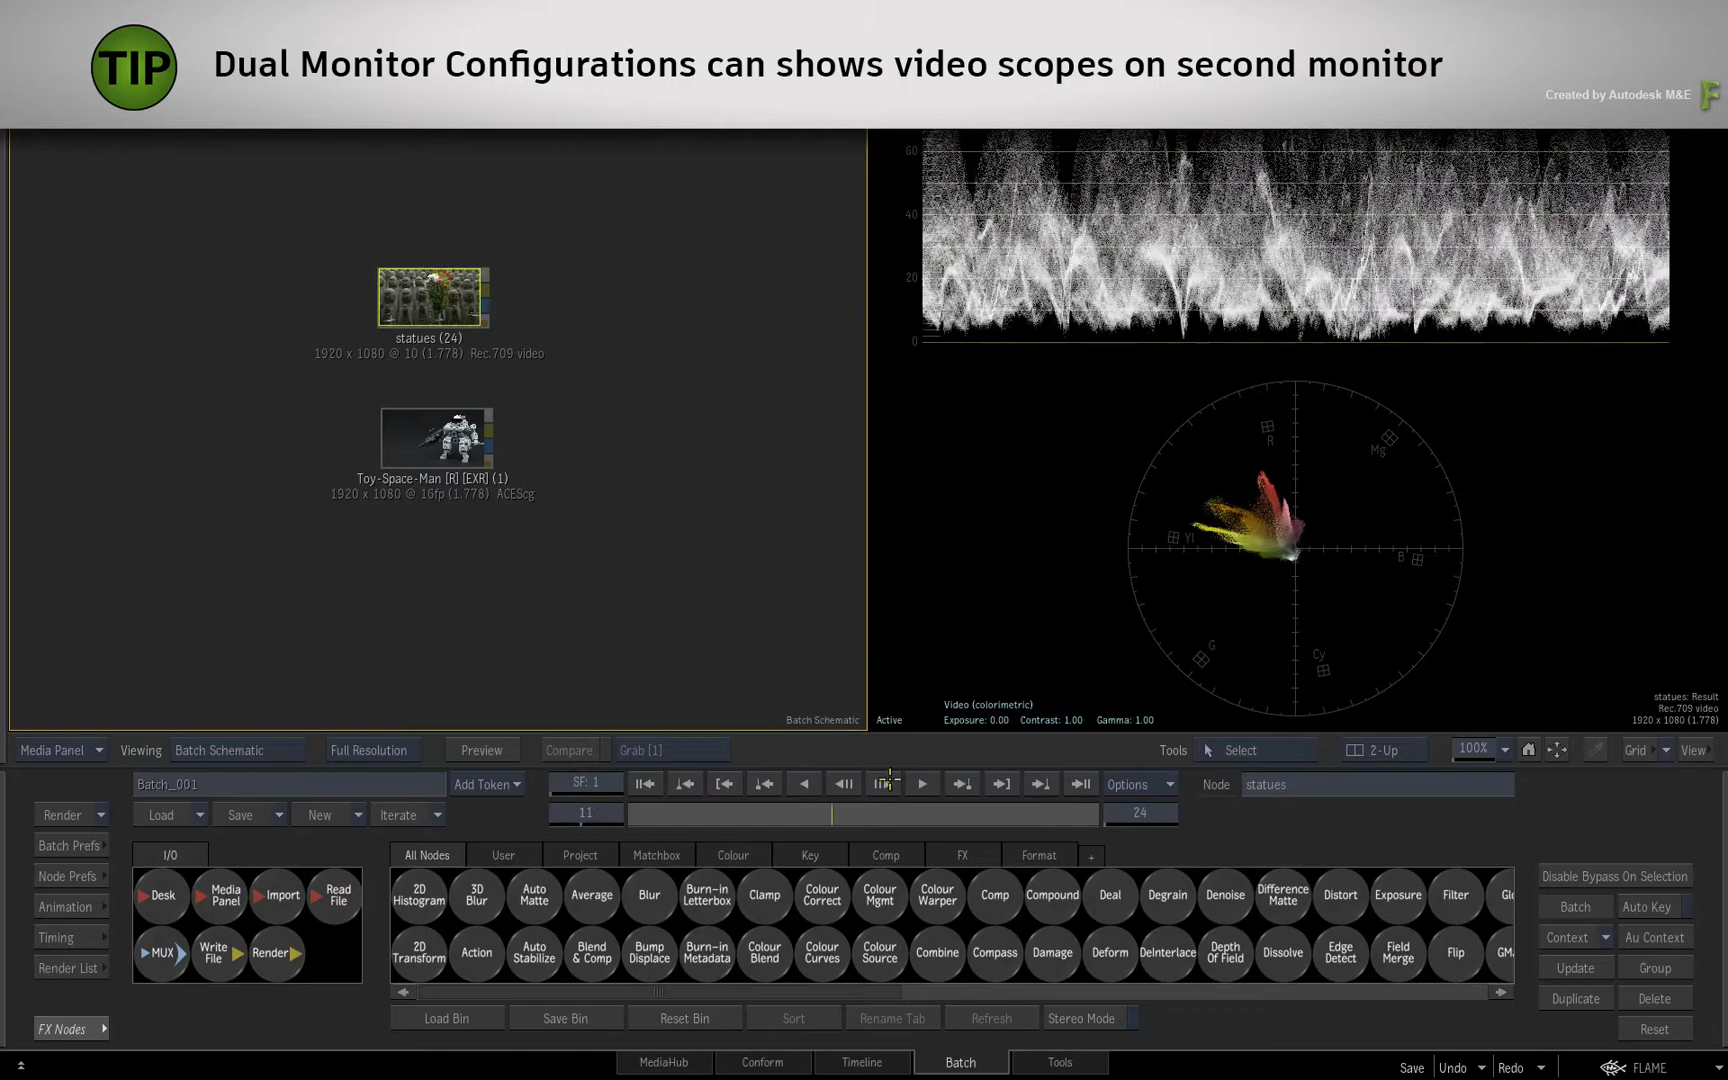 TIP
Dual Monitor Configurations can shows video scopes on second monitor
Created by Autodesk M&E
60
40
20
0
statues (24)
1920 x 1080 @ 10 (1.778) Rec.709 video
Toy-Space-Man [R] [EXR] (1)
1920 x 1080 @ 16fp (1.778) ACEScg
R
Mg
Yl
B
G
Cy
Batch Schematic
Active
Video (colorimetric)
Exposure: 0.00 Contrast: 1.00 Gamma: 1.00
statues: Result
Rec.709 video
1920 x 1080 (1.778)
Media Panel Viewing Batch Schematic Full Resolution Preview Compare Grab [1] Tools Select 2-Up 100% Grid View
Batch_001 Add Token SF: 1 Options Node statues
Render Load Save New Iterate 11 24
Batch Prefs
Node Prefs
Animation
Timing
Render List
FX Nodes
I/O
Desk Media Panel Import Read File
MUX Write File Render
All Nodes User Project Matchbox Colour Key Comp FX Format +
2D Histogram 3D Blur Auto Matte Average Blur Burn-in Letterbox Clamp Colour Correct Colour Mgmt Colour Warper Comp Compound Deal Degrain Denoise Difference Matte Distort Exposure Filter Glo
2D Transform Action Auto Stabilize Blend & Comp Bump Displace Burn-in Metadata Colour Blend Colour Curves Colour Source Combine Compass Damage Deform DeInterlace Depth Of Field Dissolve Edge Detect Field Merge Flip GMa
Load Bin Save Bin Reset Bin Sort Rename Tab Refresh Stereo Mode
Disable Bypass On Selection
Batch Auto Key
Context Au Context
Update Group
Duplicate Delete
Reset
MediaHub Conform Timeline Batch Tools
Save Undo Redo FLAME